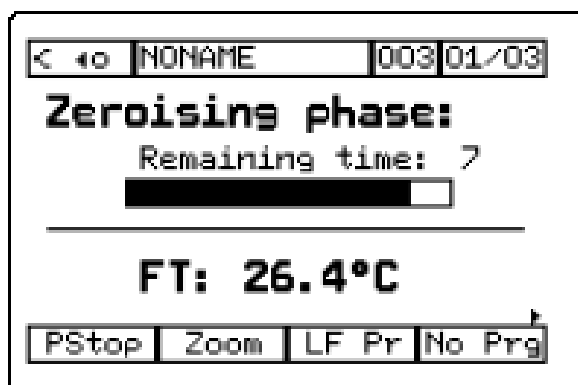 < ◂o NONAME 003 01/03
Zeroising phase:
Remaining time: 7
FT: 26.4°C
PStop Zoom LF Pr No Prg